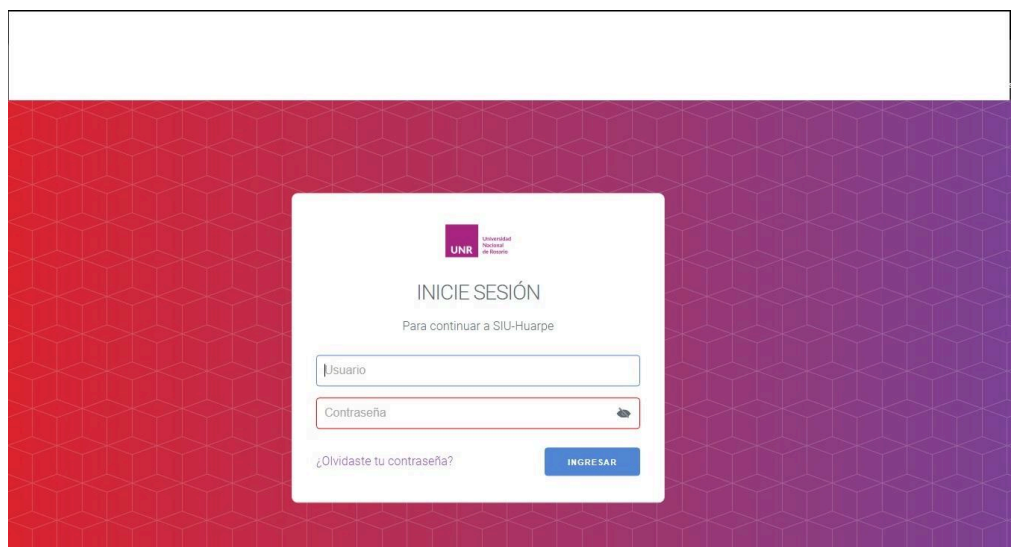 UNR
Universidad
Nacional
de Rosario
INICIE SESIÓN
Para continuar a SIU-Huarpe
Usuario
Contraseña
¿Olvidaste tu contraseña?
INGRESAR